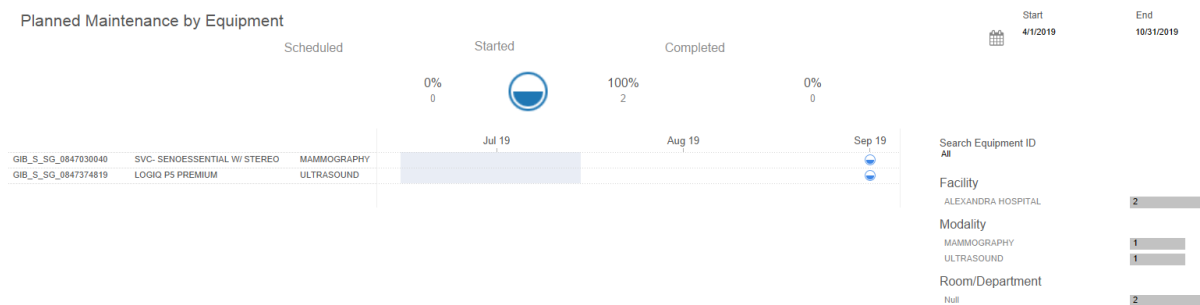 Planned Maintenance by Equipment
Start End
4/1/2019 10/31/2019
Scheduled Started Completed
0% 100% 0%
0 2 0
Jul 19 Aug 19 Sep 19
GIB_S_SG_0847030040 SVC- SENOESSENTIAL W/ STEREO MAMMOGRAPHY
GIB_S_SG_0847374819 LOGIQ P5 PREMIUM ULTRASOUND
Search Equipment ID
All
Facility
ALEXANDRA HOSPITAL 2
Modality
MAMMOGRAPHY 1
ULTRASOUND 1
Room/Department
Null 2